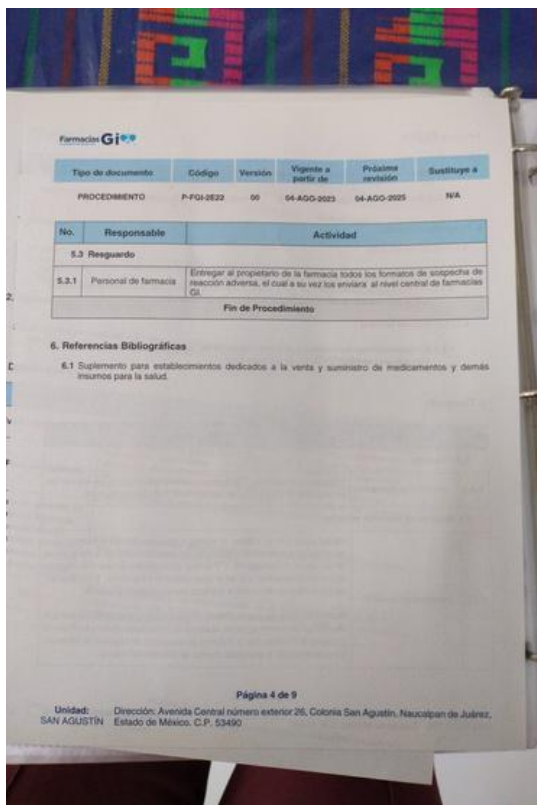 Farmacias Gi
Tipo de documento Código Versión Vigente a partir de Próxima revisión Sustituye a
PROCEDIMIENTO P-FGI-2622 00 04-AGO-2023 04-AGO-2025 N/A
No. Responsable Actividad
5.3 Resguardo
5.3.1 Personal de farmacia Entregar al propietario de la farmacia todos los formatos de sospecha de
reacción adversa, el cual a su vez los enviara al nivel central de farmacias
GI.
Fin de Procedimiento
6. Referencias Bibliográficas
6.1 Suplemento para establecimientos dedicados a la venta y suministro de medicamentos y demás
insumos para la salud.
Página 4 de 9
Unidad: Dirección: Avenida Central número exterior 26, Colonia San Agustín, Naucalpan de Juárez,
SAN AGUSTÍN Estado de México. C.P. 53490